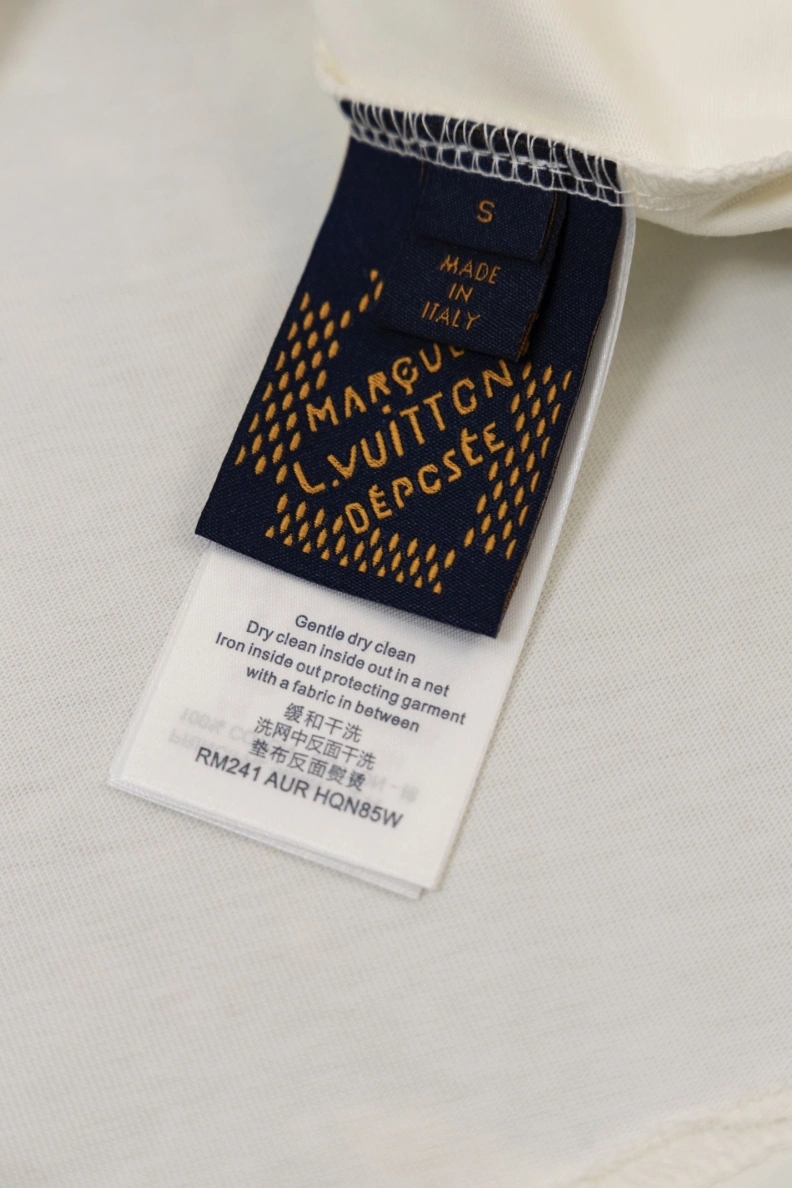 S
MADE
IN
ITALY
MARQUE
L.VUITTON
DÉPOSÉE
Gentle dry clean
Dry clean inside out in a net
Iron inside out protecting garment
with a fabric in between
缓和干洗
洗网中反面干洗
垫布反面熨烫
RM241 AUR HQN85W